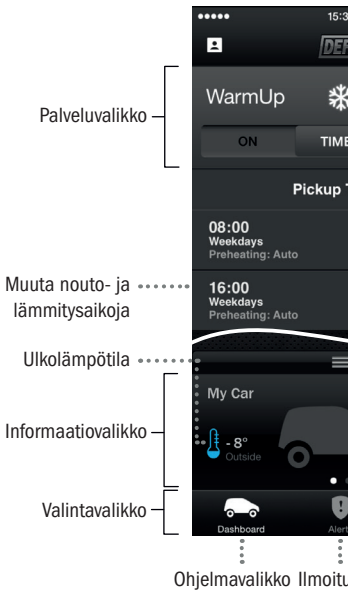 15:3
DEF
Palveluvalikko
WarmUp
ON
TIME
Pickup T
08:00
Weekdays
Preheating: Auto
Muuta nouto- ja
lämmitysaikoja
16:00
Weekdays
Preheating: Auto
Ulkolämpötila
My Car
Informaatiovalikko
- 8°
Outside
Valintavalikko
Dashboard
Alert
Ohjelmavalikko Ilmoitu